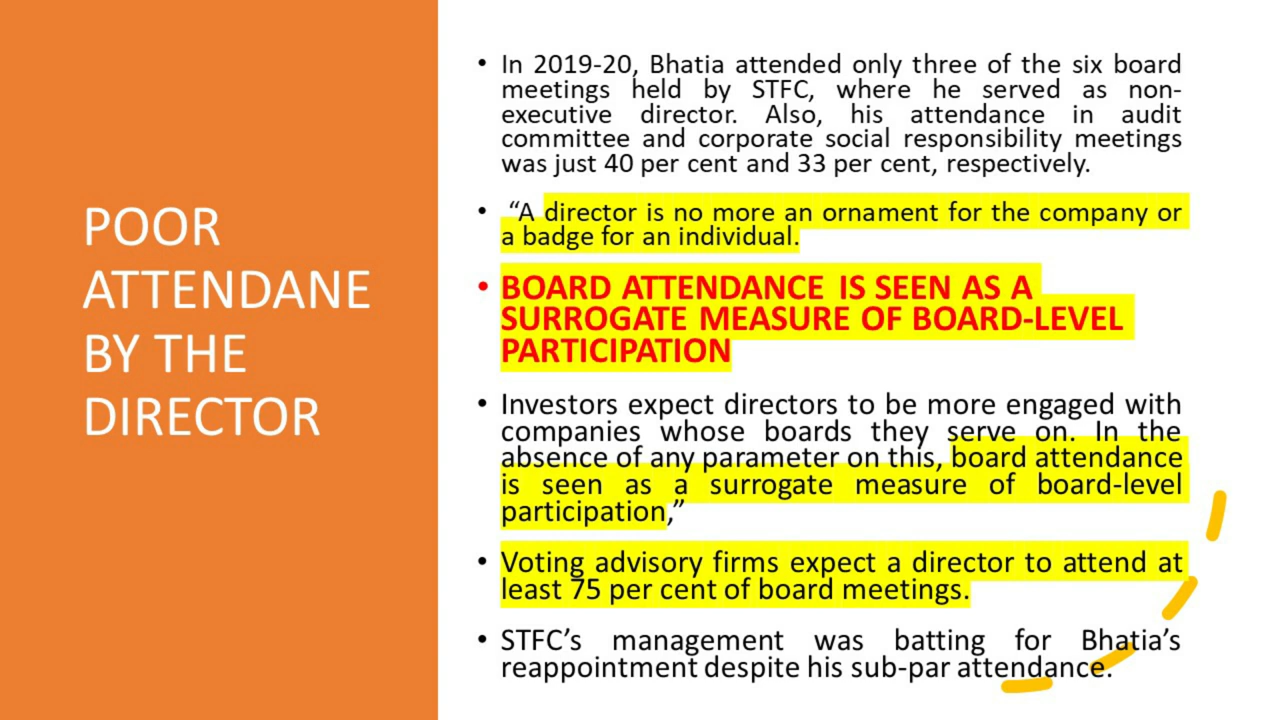 POOR
ATTENDANE
BY THE
DIRECTOR
• In 2019-20, Bhatia attended only three of the six board
meetings held by STFC, where he served as non-
executive director. Also, his attendance in audit
committee and corporate social responsibility meetings
was just 40 per cent and 33 per cent, respectively.
• “A director is no more an ornament for the company or
a badge for an individual.
• BOARD ATTENDANCE IS SEEN AS A
SURROGATE MEASURE OF BOARD-LEVEL
PARTICIPATION
• Investors expect directors to be more engaged with
companies whose boards they serve on. In the
absence of any parameter on this, board attendance
is seen as a surrogate measure of board-level
participation,”
• Voting advisory firms expect a director to attend at
least 75 per cent of board meetings.
• STFC’s management was batting for Bhatia’s
reappointment despite his sub-par attendance.